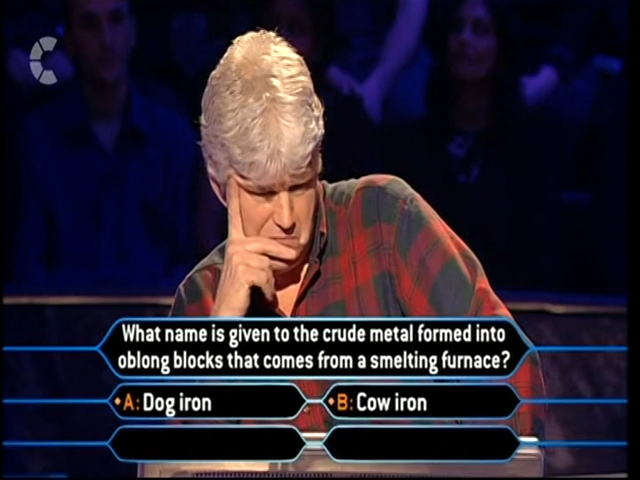 What name is given to the crude metal formed into
oblong blocks that comes from a smelting furnace?
A: Dog iron
B: Cow iron